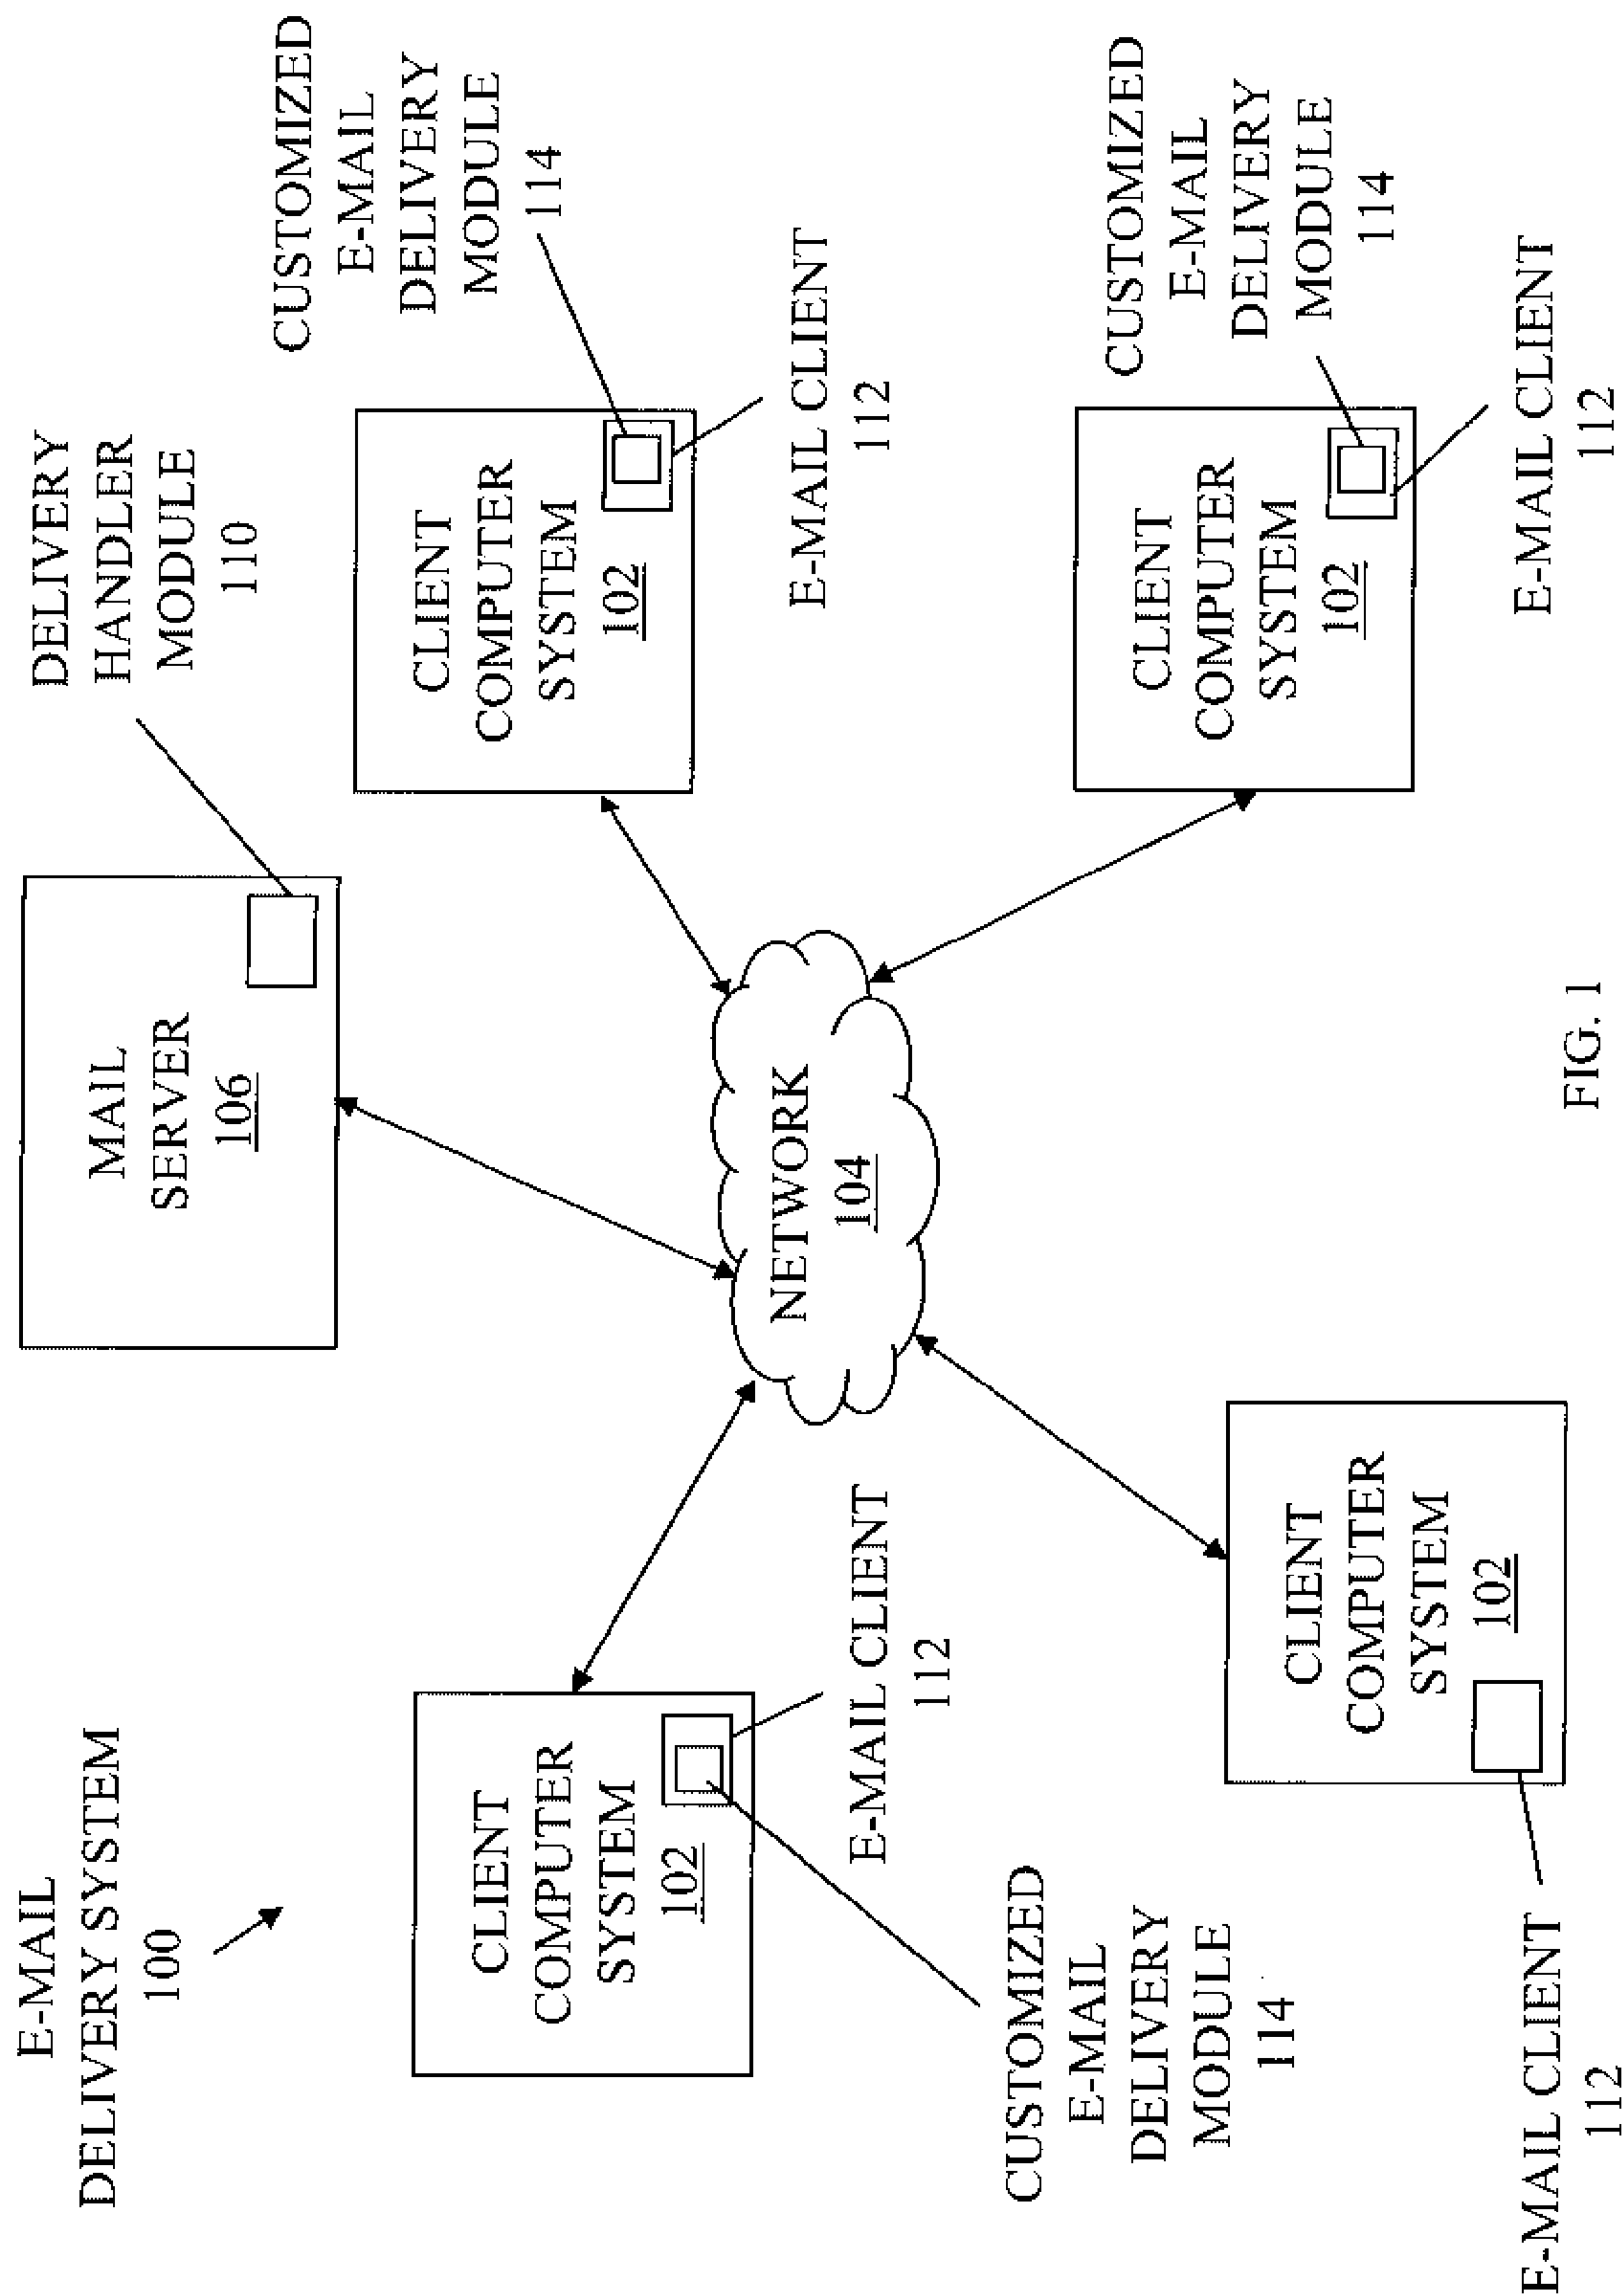 E-MAIL
DELIVERY SYSTEM
100
MAIL
SERVER
106
DELIVERY
HANDLER
MODULE
110
CLIENT
COMPUTER
SYSTEM
102
E-MAIL CLIENT
112
CUSTOMIZED
E-MAIL
DELIVERY
MODULE
114
NETWORK
104
CLIENT
COMPUTER
SYSTEM
102
CUSTOMIZED
E-MAIL
DELIVERY
MODULE
114
E-MAIL CLIENT
112
CLIENT
COMPUTER
SYSTEM
102
E-MAIL CLIENT
112
CLIENT
COMPUTER
SYSTEM
102
CUSTOMIZED
E-MAIL
DELIVERY
MODULE
114
E-MAIL CLIENT
112
FIG. 1